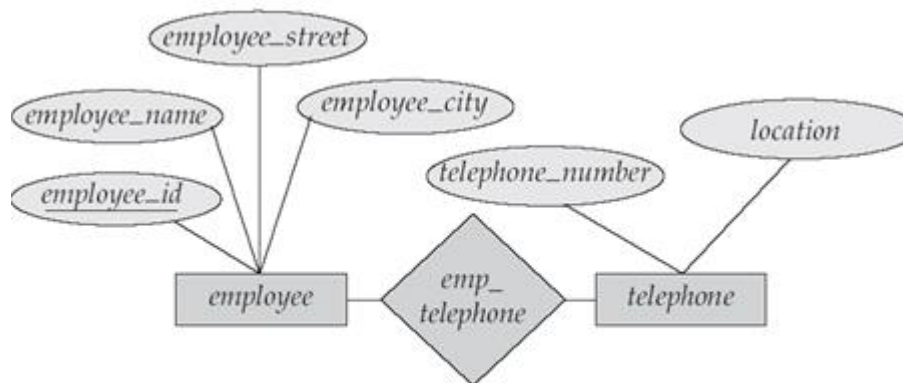 employee_street
employee_name
employee_city
employee_id
telephone_number
location
employee
emp_
telephone
telephone